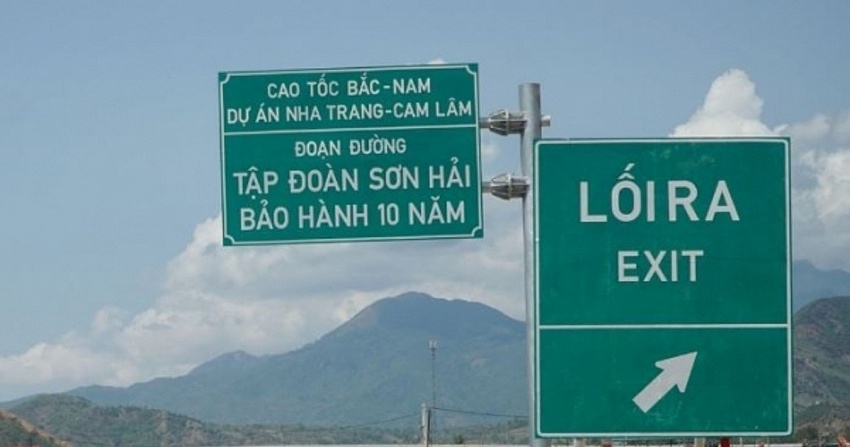 CAO TỐC BẮC-NAM
DỰ ÁN NHA TRANG-CAM LÂM
ĐOẠN ĐƯỜNG
TẬP ĐOÀN SƠN HẢI
BẢO HÀNH 10 NĂM
LỐI RA
EXIT